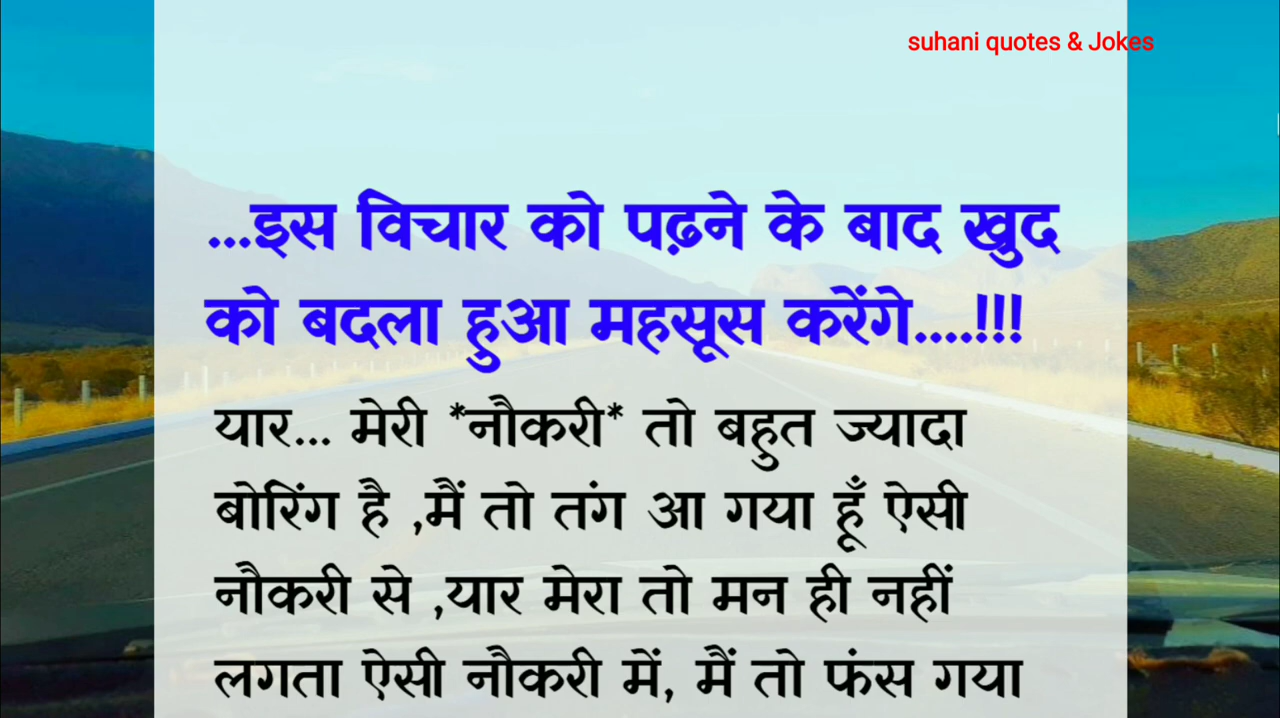 suhani quotes & Jokes
...इस विचार को पढ़ने के बाद खुद
को बदला हुआ महसूस करेंगे....!!!
यार... मेरी *नौकरी* तो बहुत ज्यादा
बोरिंग है ,मैं तो तंग आ गया हूँ ऐसी
नौकरी से ,यार मेरा तो मन ही नहीं
लगता ऐसी नौकरी में, मैं तो फंस गया